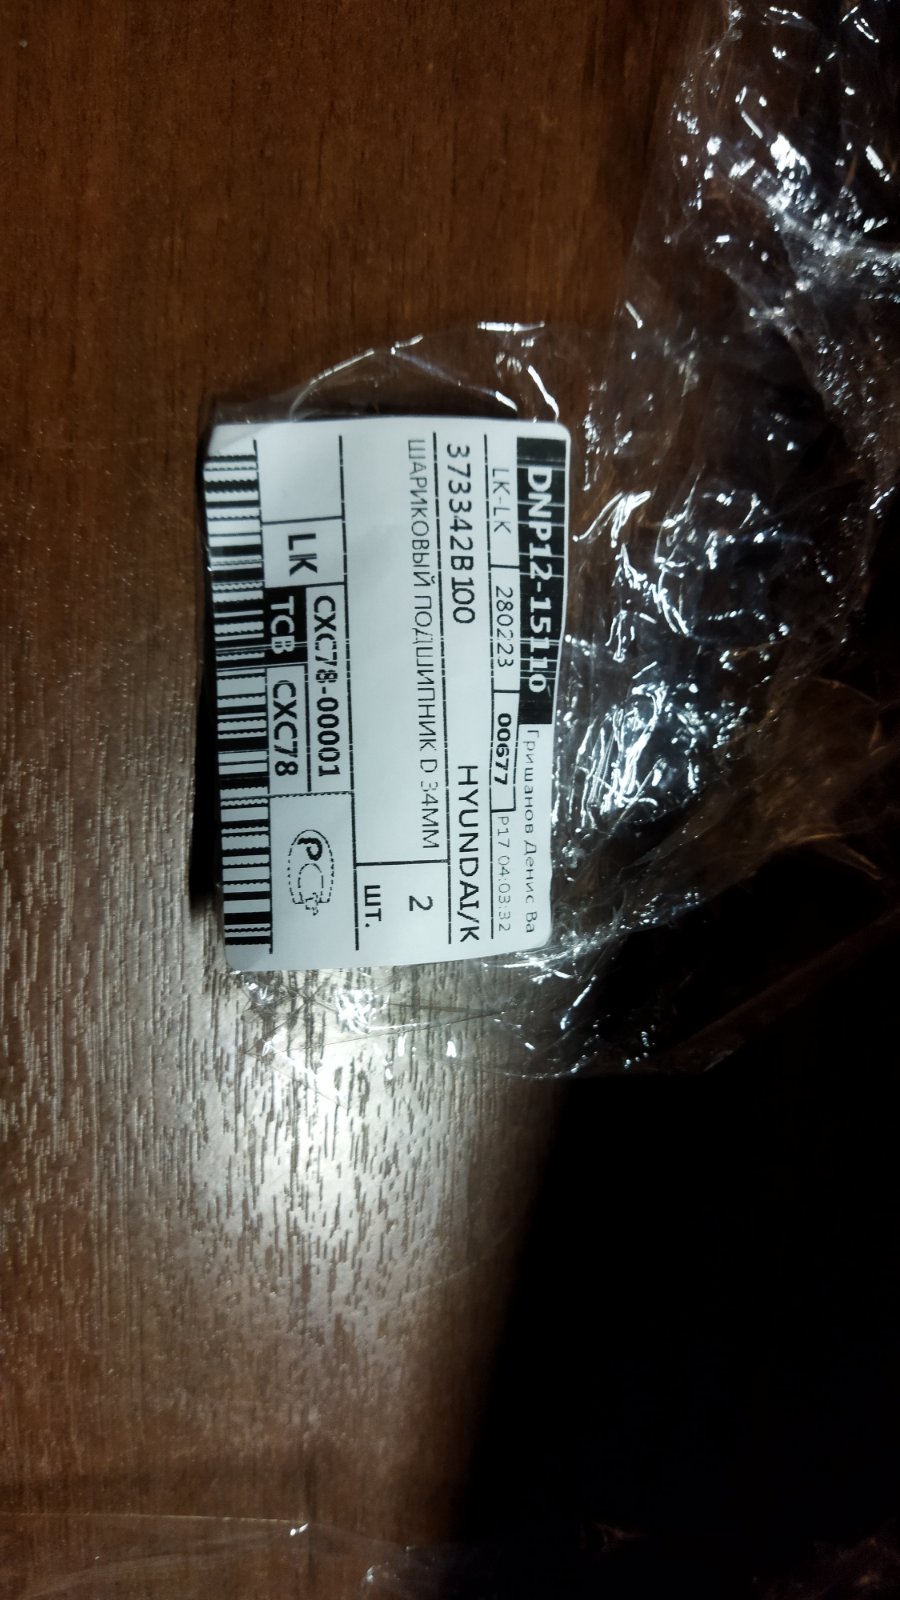 DNP12-15110 Гришанов Денис Ва
LK-LK 280223 00677 P17 04:03:32
373342B100 HYUNDAI/K
ШАРИКОВЫЙ ПОДШИПНИК D 34MM 2
ШТ.
CXC78-00001
LK TCB CXC78
РСТ